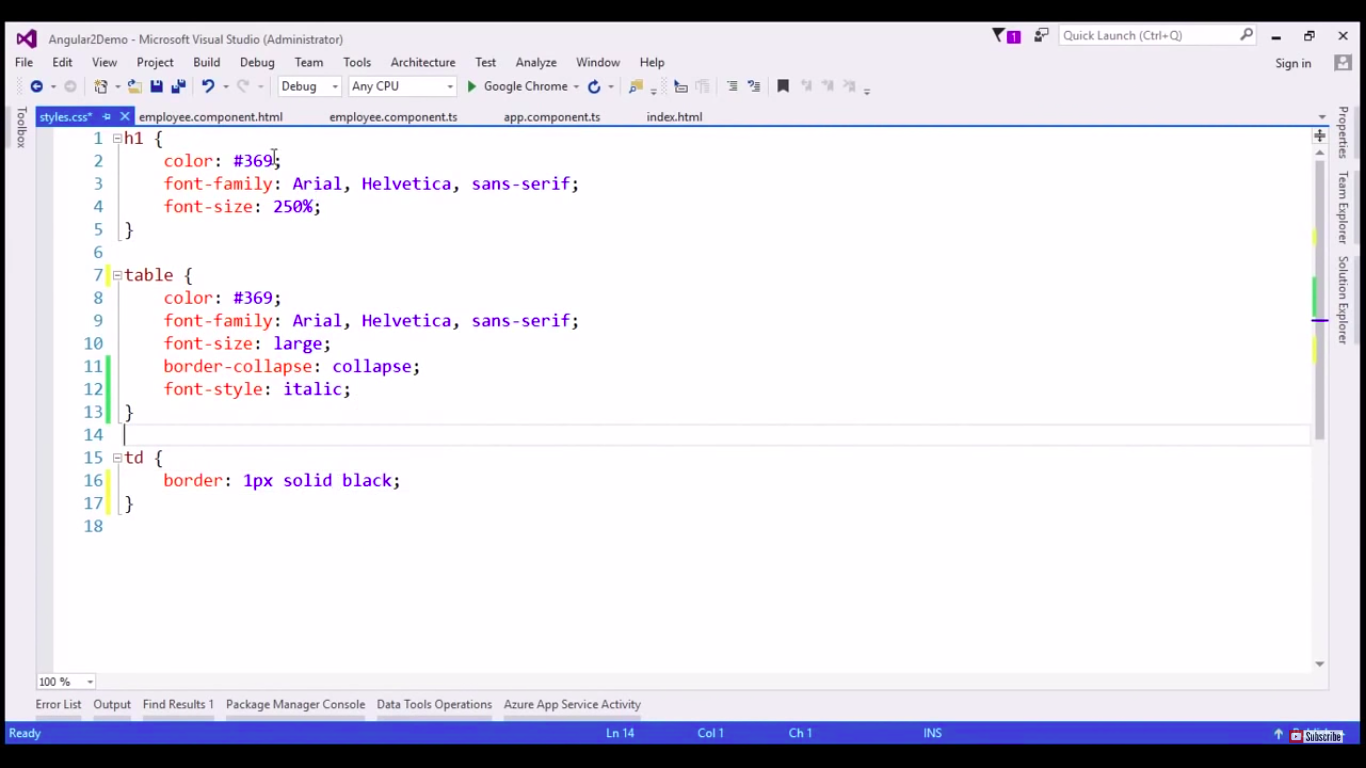 Angular2Demo - Microsoft Visual Studio (Administrator)
1
Quick Launch (Ctrl+Q)
File Edit View Project Build Debug Team Tools Architecture Test Analyze Window Help
Sign in
Debug Any CPU Google Chrome
styles.css* employee.component.html employee.component.ts app.component.ts index.html
Toolbox
Properties
Team Explorer
Solution Explorer
1 h1 {
2 color: #369;
3 font-family: Arial, Helvetica, sans-serif;
4 font-size: 250%;
5 }
6
7 table {
8 color: #369;
9 font-family: Arial, Helvetica, sans-serif;
10 font-size: large;
11 border-collapse: collapse;
12 font-style: italic;
13 }
14
15 td {
16 border: 1px solid black;
17 }
18
100 %
Error List Output Find Results 1 Package Manager Console Data Tools Operations Azure App Service Activity
Ready Ln 14 Col 1 Ch 1 INS
Subscribe